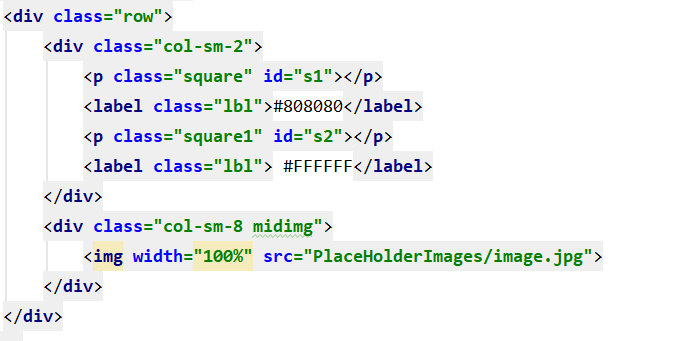 <div class="row">
<div class="col-sm-2">
<p class="square" id="s1"></p>
<label class="lbl">#808080</label>
<p class="square1" id="s2"></p>
<label class="lbl"> #FFFFFF</label>
</div>
<div class="col-sm-8 midimg">
<img width="100%" src="PlaceHolderImages/image.jpg">
</div>
</div>